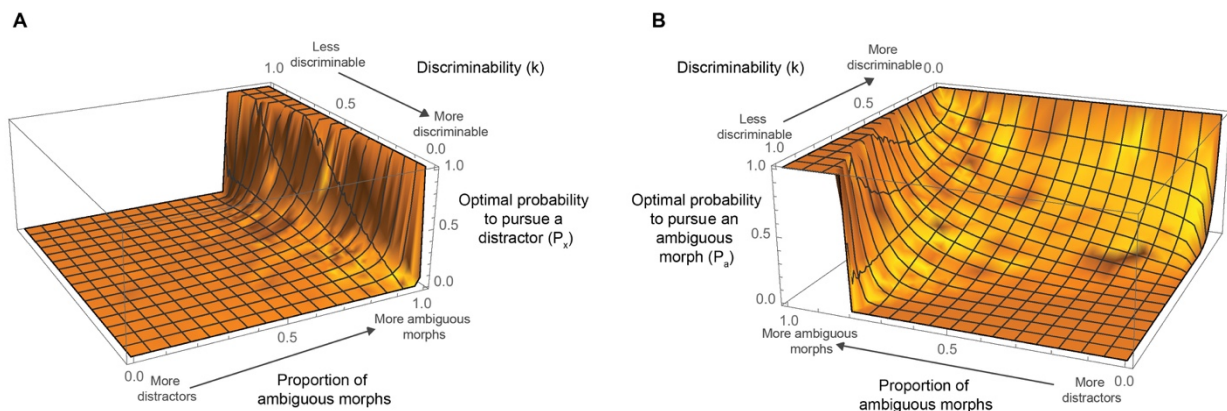 A
Less
discriminable
Discriminability (k)
1.0
0.5
More
discriminable
0.0
1.0
Optimal probability
to pursue a
distractor (Px)
0.5
0.0
1.0
More ambiguous
morphs
0.5
0.0
More
distractors
Proportion of
ambiguous morphs
B
More
discriminable
Discriminability (k)
0.0
0.5
Less
discriminable
1.0
1.0
Optimal probability
to pursue an
ambiguous
morph (Pa)
0.5
0.0
1.0
More ambiguous
morphs
0.5
0.0
More
distractors
Proportion of
ambiguous morphs